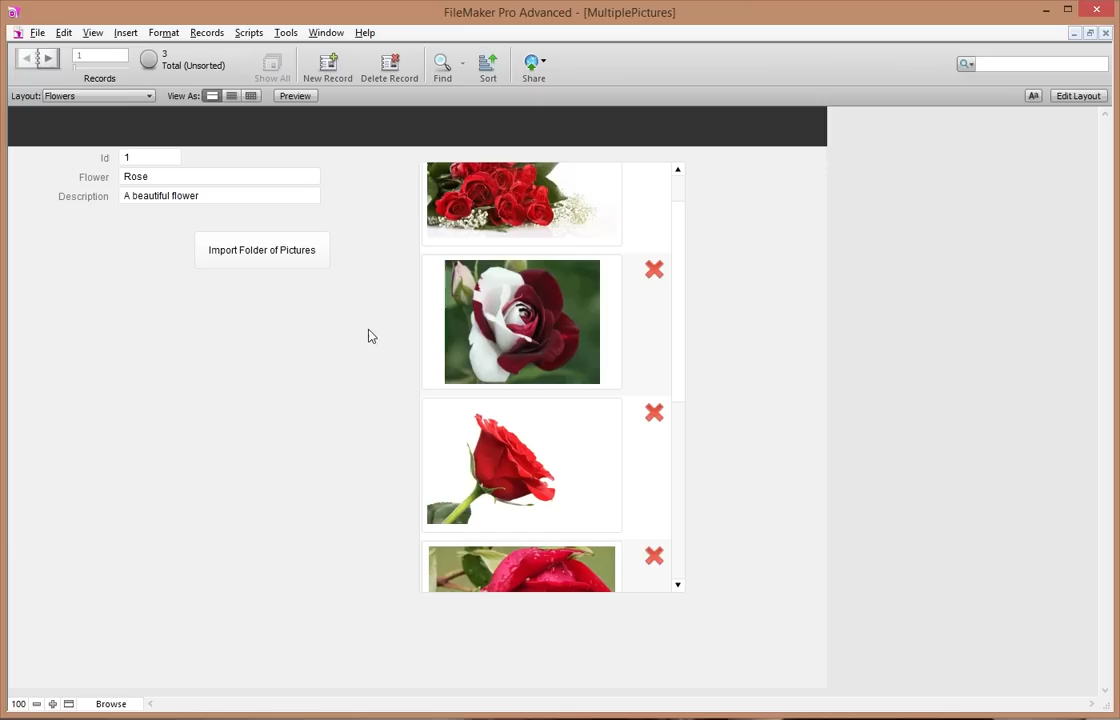 FileMaker Pro Advanced - [MultiplePictures]
File Edit View Insert Format Records Scripts Tools Window Help
1
3
Total (Unsorted)
Records
Show All
New Record
Delete Record
Find
Sort
Share
Layout: Flowers
View As:
Preview
Aa
Edit Layout
Id 1
Flower Rose
Description A beautiful flower
Import Folder of Pictures
100
Browse